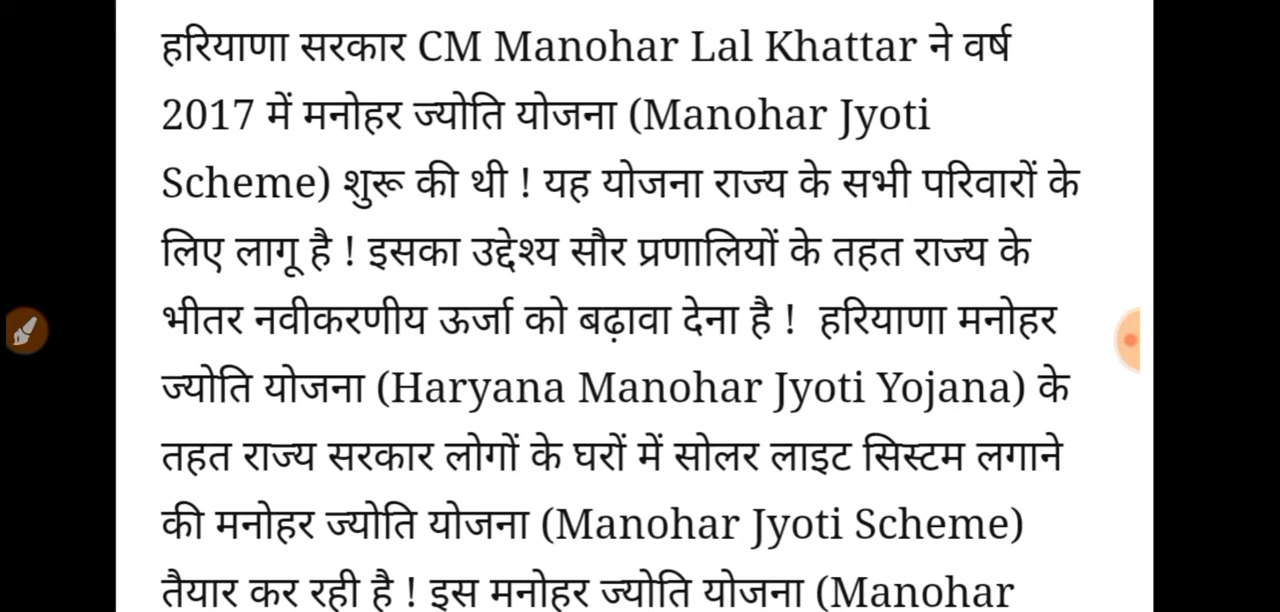 हरियाणा सरकार CM Manohar Lal Khattar ने वर्ष
2017 में मनोहर ज्योति योजना (Manohar Jyoti
Scheme) शुरू की थी ! यह योजना राज्य के सभी परिवारों के
लिए लागू है ! इसका उद्देश्य सौर प्रणालियों के तहत राज्य के
भीतर नवीकरणीय ऊर्जा को बढ़ावा देना है ! हरियाणा मनोहर
ज्योति योजना (Haryana Manohar Jyoti Yojana) के
तहत राज्य सरकार लोगों के घरों में सोलर लाइट सिस्टम लगाने
की मनोहर ज्योति योजना (Manohar Jyoti Scheme)
तैयार कर रही है ! इस मनोहर ज्योति योजना (Manohar